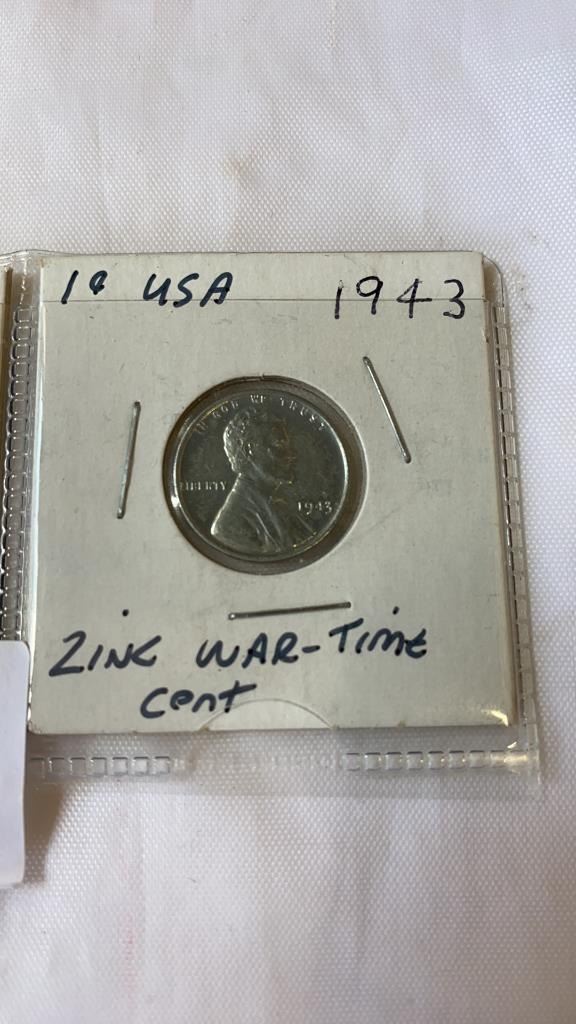 1¢ USA 1943
IN GOD WE TRUST
LIBERTY
1943
ZINC WAR-TIME
cent